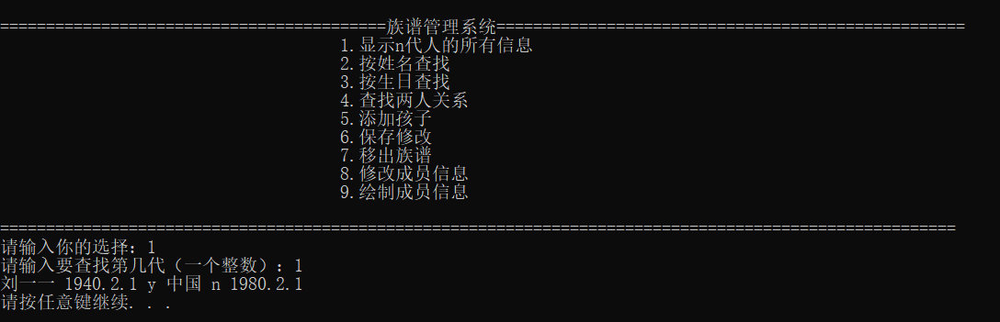 ==========================================族谱管理系统===================================================
1.显示n代人的所有信息
2.按姓名查找
3.按生日查找
4.查找两人关系
5.添加孩子
6.保存修改
7.移出族谱
8.修改成员信息
9.绘制成员信息
========================================================================================================
请输入你的选择：1
请输入要查找第几代（一个整数）：1
刘一一 1940.2.1 y 中国 n 1980.2.1
请按任意键继续. . .